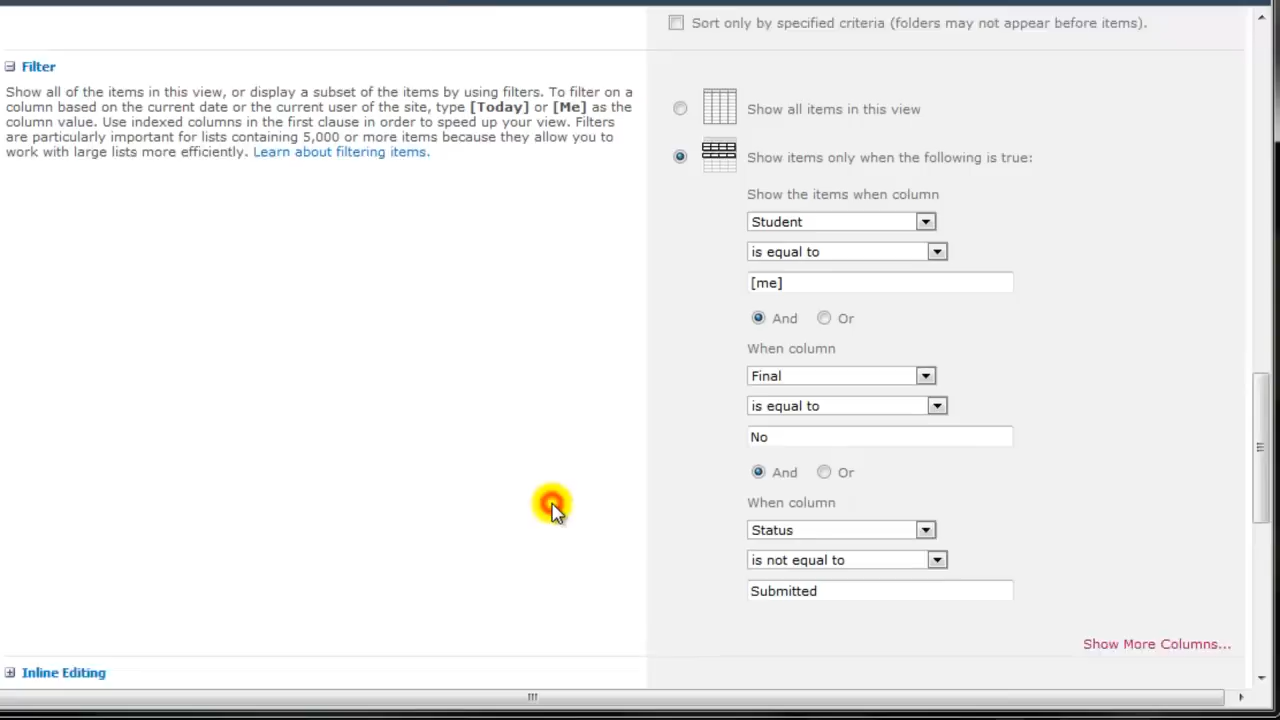 Sort only by specified criteria (folders may not appear before items).
Filter
Show all of the items in this view, or display a subset of the items by using filters. To filter on a
column based on the current date or the current user of the site, type [Today] or [Me] as the
column value. Use indexed columns in the first clause in order to speed up your view. Filters
are particularly important for lists containing 5,000 or more items because they allow you to
work with large lists more efficiently. Learn about filtering items.
Show all items in this view
Show items only when the following is true:
Show the items when column
Student
is equal to
[me]
And Or
When column
Final
is equal to
No
And Or
When column
Status
is not equal to
Submitted
Show More Columns...
Inline Editing